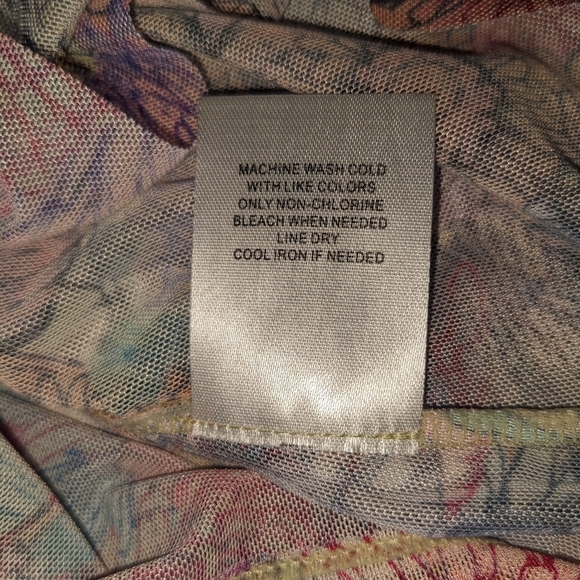 MACHINE WASH COLD
WITH LIKE COLORS
ONLY NON-CHLORINE
BLEACH WHEN NEEDED
LINE DRY
COOL IRON IF NEEDED